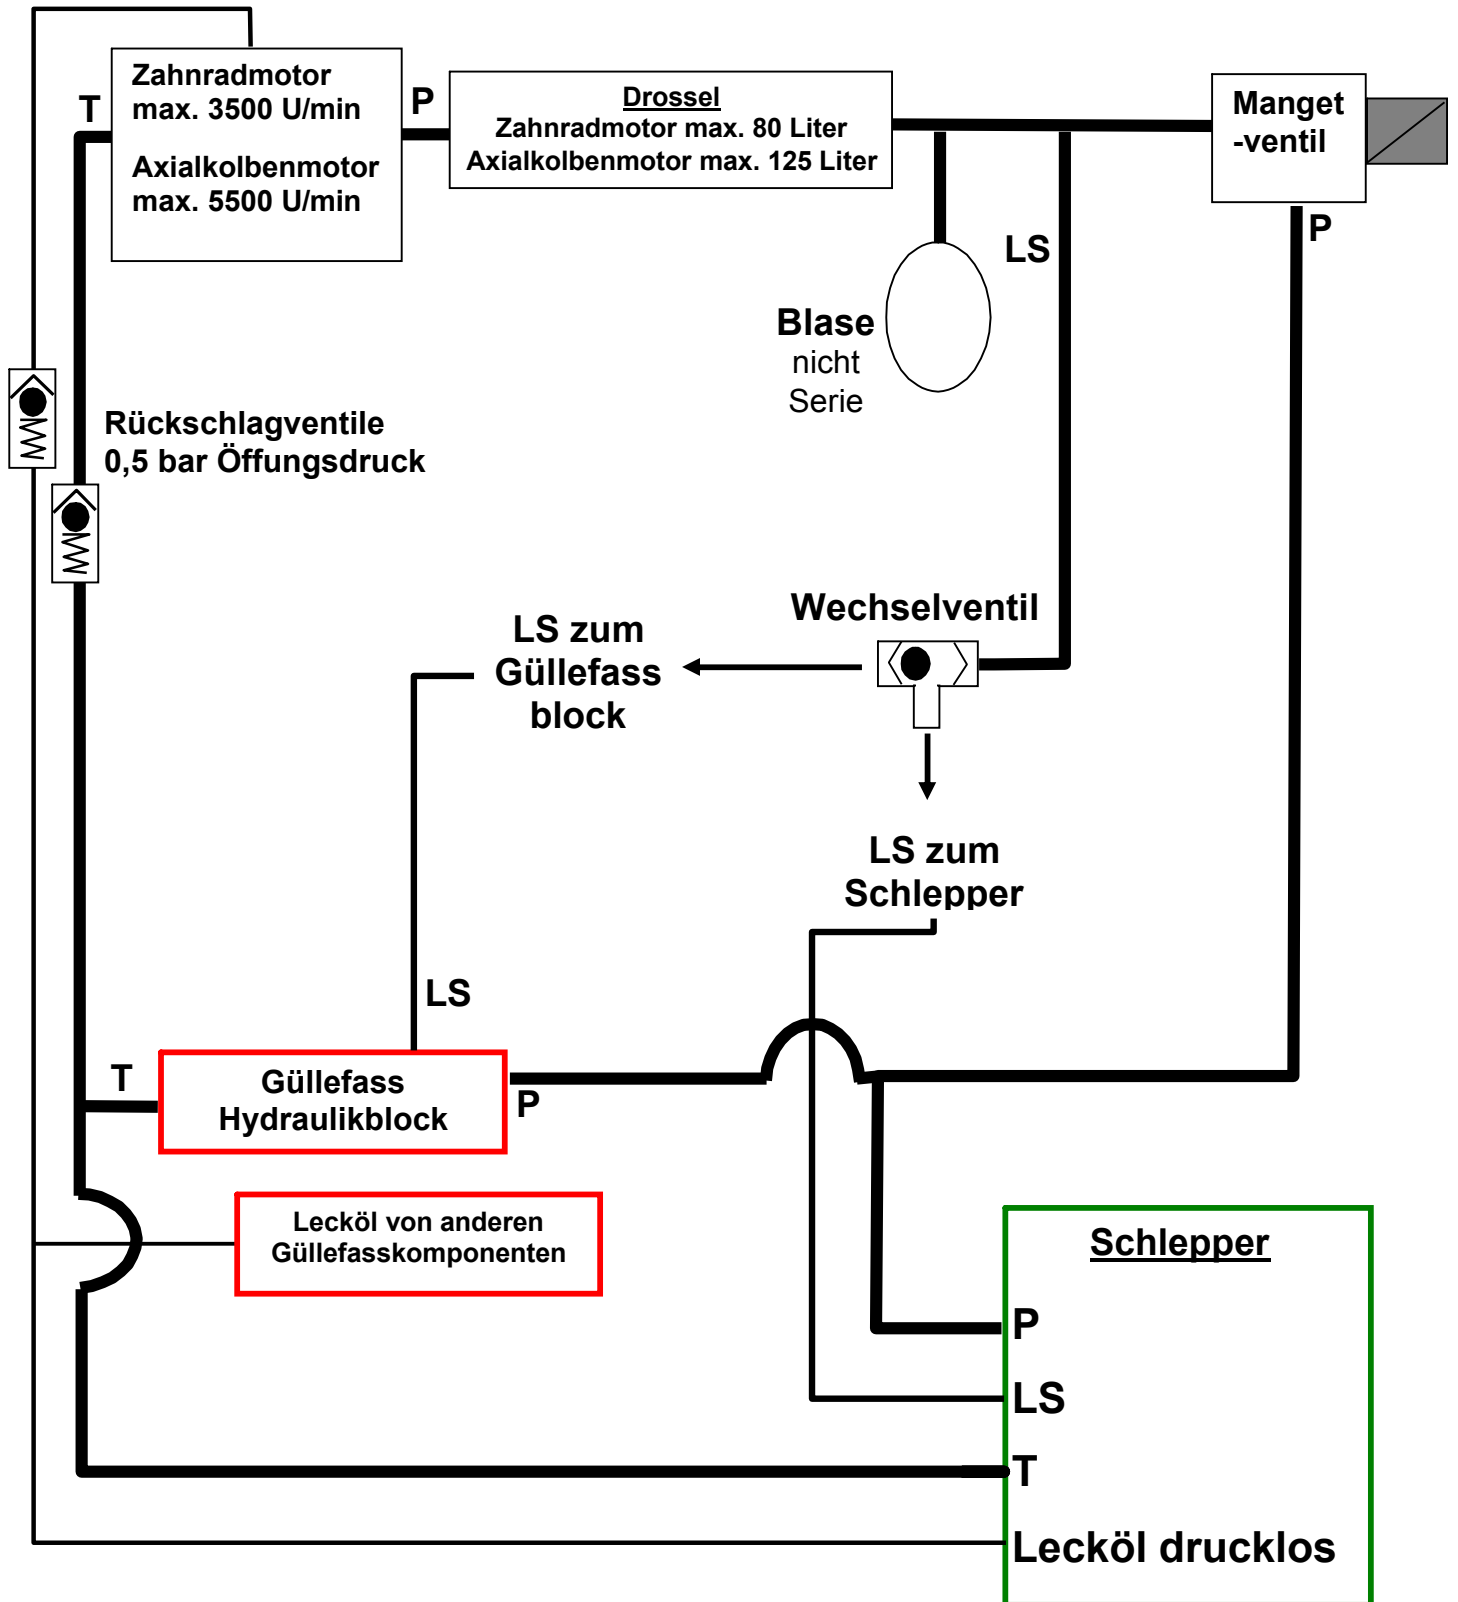 T
Zahnradmotor
max. 3500 U/min
Axialkolbenmotor
max. 5500 U/min
P
Drossel
Zahnradmotor max. 80 Liter
Axialkolbenmotor max. 125 Liter
Manget
-ventil
P
LS
Blase
nicht
Serie
Rückschlagventile
0,5 bar Öffungsdruck
Wechselventil
LS zum
Güllefass
block
LS zum
Schlepper
LS
T
Güllefass
Hydraulikblock
P
Lecköl von anderen
Güllefasskomponenten
Schlepper
P
LS
T
Lecköl drucklos